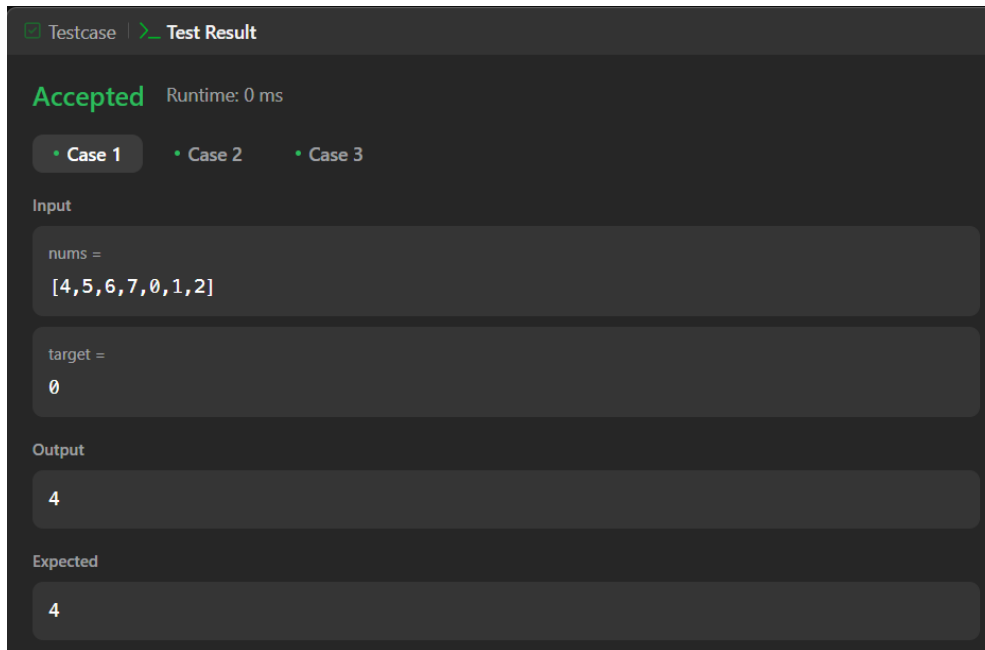 Testcase | >_ Test Result
Accepted Runtime: 0 ms
• Case 1 • Case 2 • Case 3
Input
nums =
[4,5,6,7,0,1,2]
target =
0
Output
4
Expected
4